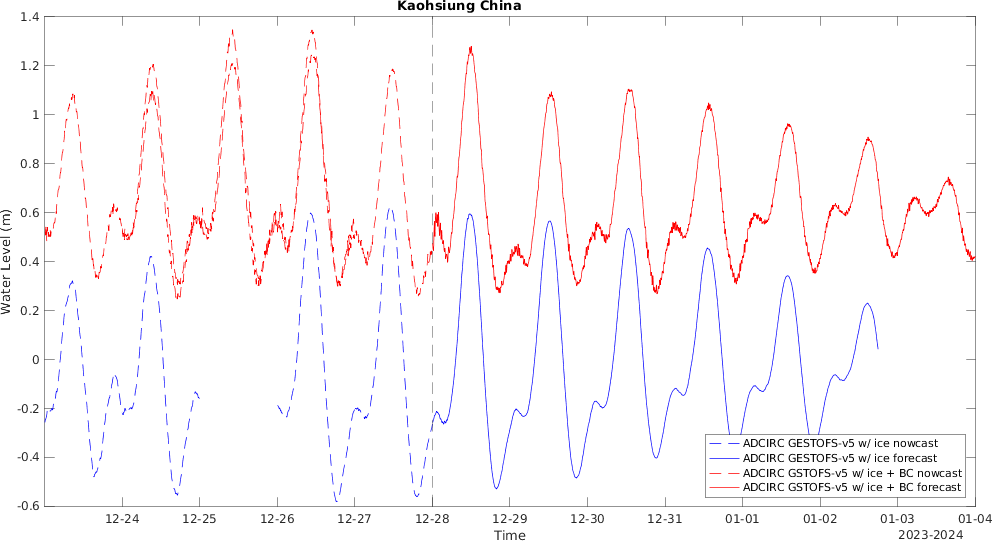 Kaohsiung China
1.4
1.2
1
0.8
0.6
0.4
0.2
0
-0.2
-0.4
-0.6
Water Level (m)
ADCIRC GESTOFS-v5 w/ ice nowcast
ADCIRC GESTOFS-v5 w/ ice forecast
ADCIRC GSTOFS-v5 w/ ice + BC nowcast
ADCIRC GSTOFS-v5 w/ ice + BC forecast
12-24 12-25 12-26 12-27 12-28 12-29 12-30 12-31 01-01 01-02 01-03 01-04
Time
2023-2024